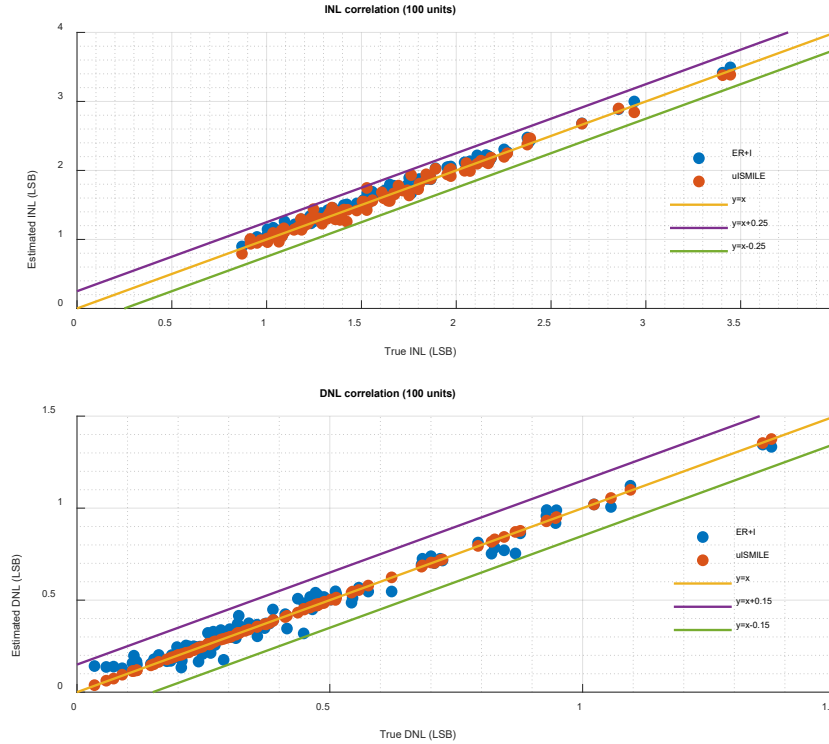 INL correlation (100 units)
4
3
2
1
0
Estimated INL (LSB)
0
0.5
1
1.5
2
2.5
3
3.5
True INL (LSB)
ER+I
uISMILE
y=x
y=x+0.25
y=x-0.25
DNL correlation (100 units)
1.5
1
0.5
0
Estimated DNL (LSB)
0
0.5
1
1.
True DNL (LSB)
ER+I
uISMILE
y=x
y=x+0.15
y=x-0.15